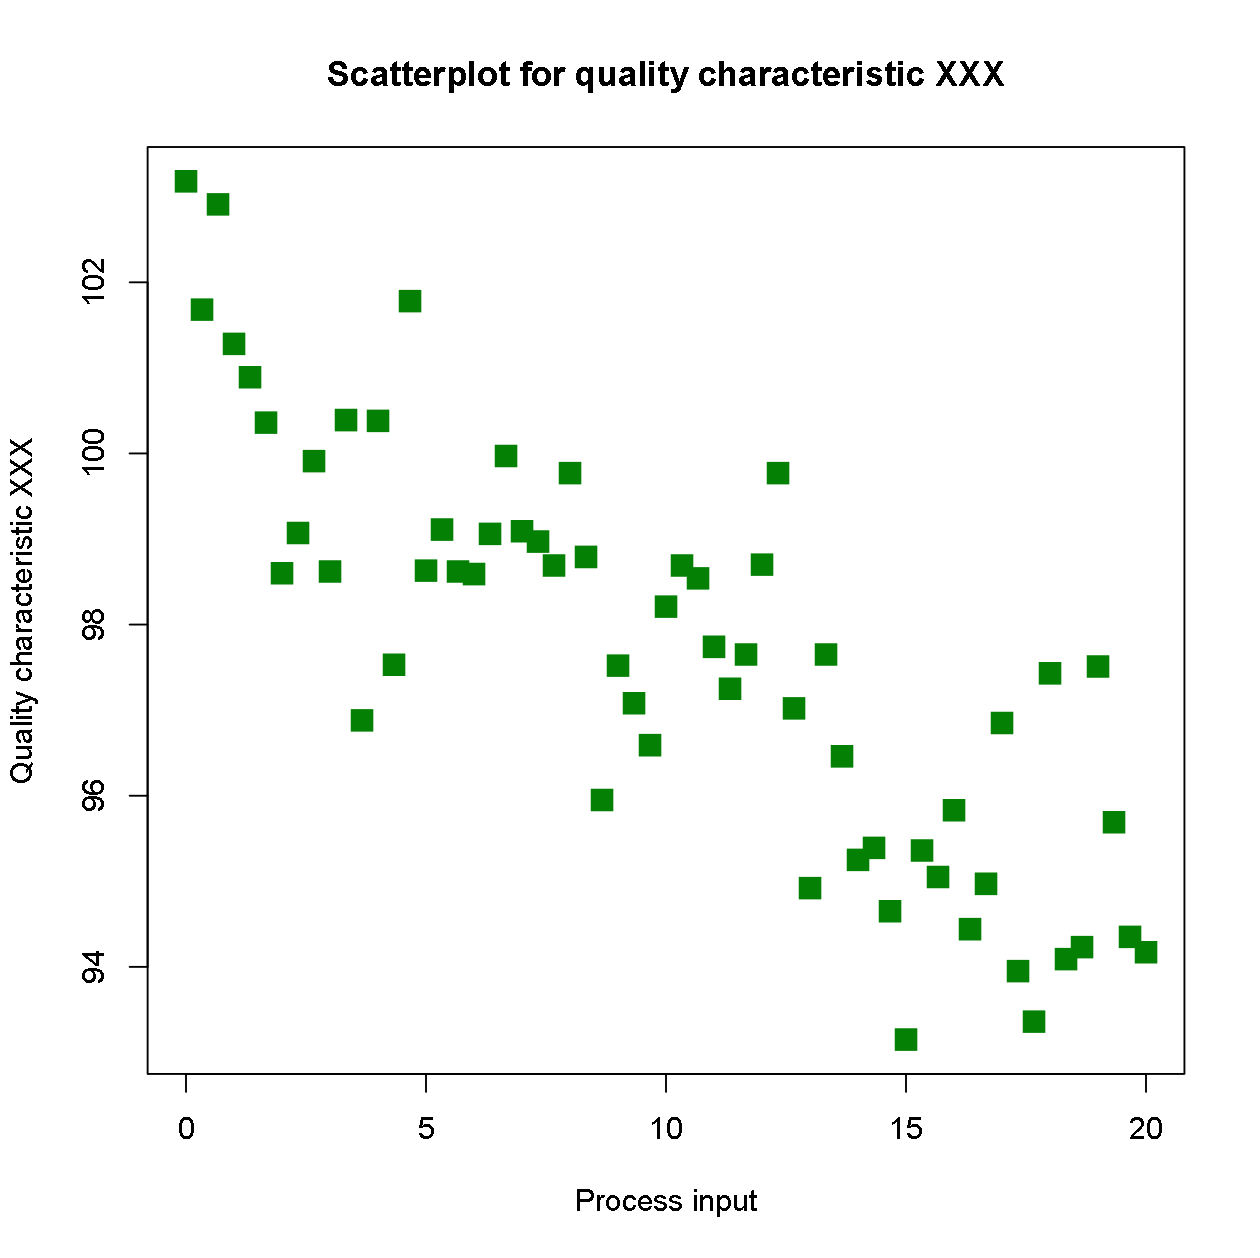 Scatterplot for quality characteristic XXX
Quality characteristic XXX
102
100
98
96
94
0 5 10 15 20
Process input